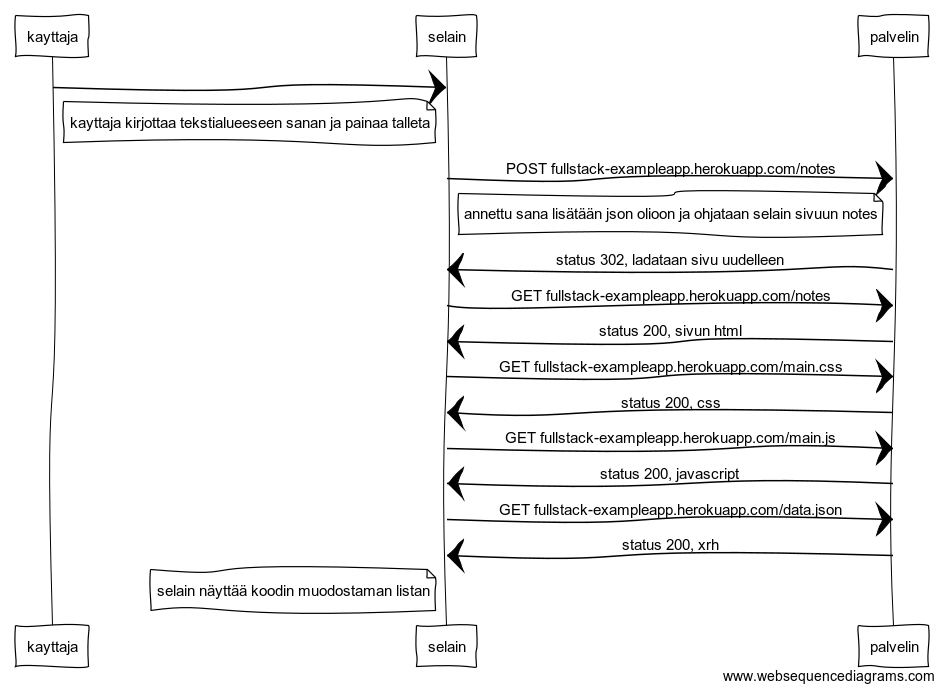 kayttaja
selain
palvelin
kayttaja kirjottaa tekstialueeseen sanan ja painaa talleta
POST fullstack-exampleapp.herokuapp.com/notes
annettu sana lisätään json olioon ja ohjataan selain sivuun notes
status 302, ladataan sivu uudelleen
GET fullstack-exampleapp.herokuapp.com/notes
status 200, sivun html
GET fullstack-exampleapp.herokuapp.com/main.css
status 200, css
GET fullstack-exampleapp.herokuapp.com/main.js
status 200, javascript
GET fullstack-exampleapp.herokuapp.com/data.json
status 200, xrh
selain näyttää koodin muodostaman listan
kayttaja
selain
palvelin
www.websequencediagrams.com